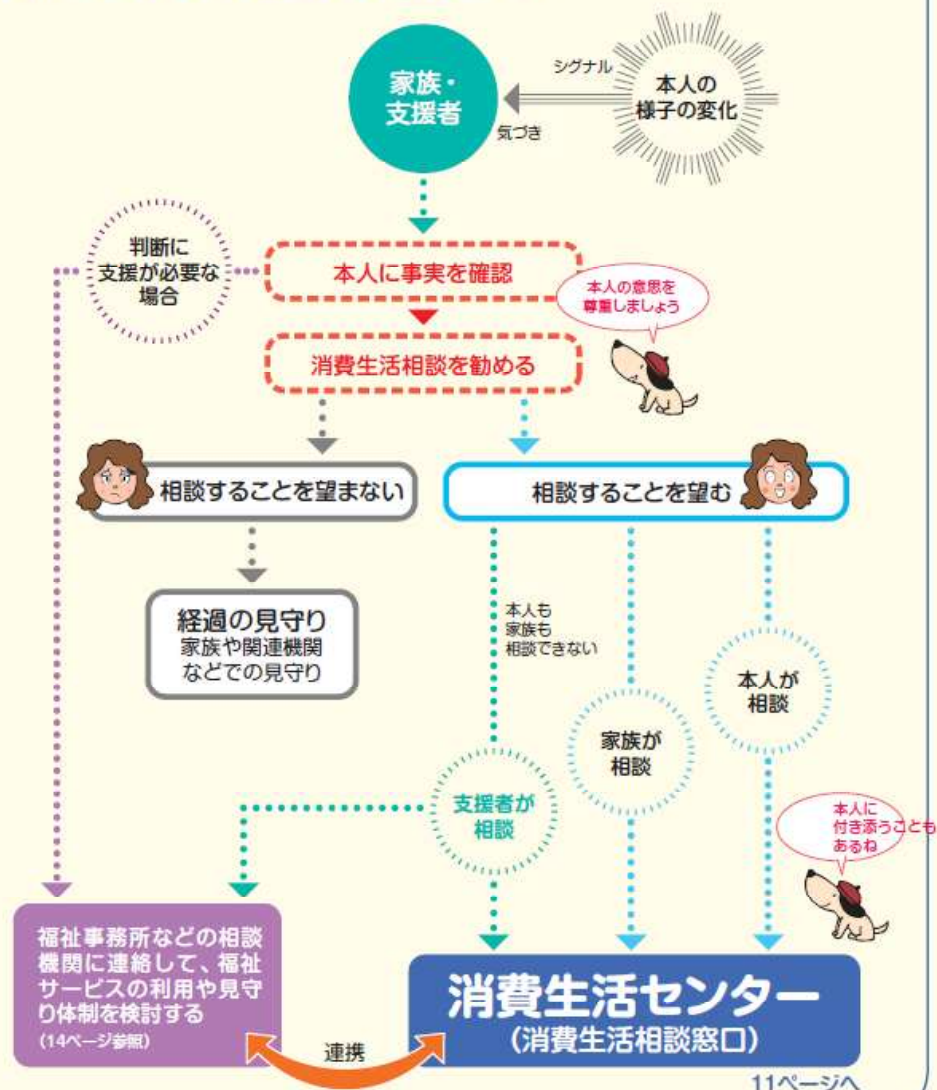 シグナル
本人の
様子の変化
家族・
支援者
気づき
判断に
支援が必要な
場合
本人に事実を確認
本人の意思を
尊重しましょう
消費生活相談を勧める
相談することを望まない
相談することを望む
経過の見守り
家族や関連機関
などでの見守り
本人も
家族も
相談できない
本人が
相談
家族が
相談
支援者が
相談
本人に
付き添うことも
あるね
福祉事務所などの相談
機関に連絡して、福祉
サービスの利用や見守
り体制を検討する
(14ページ参照)
連携
消費生活センター
(消費生活相談窓口)
11ページへ